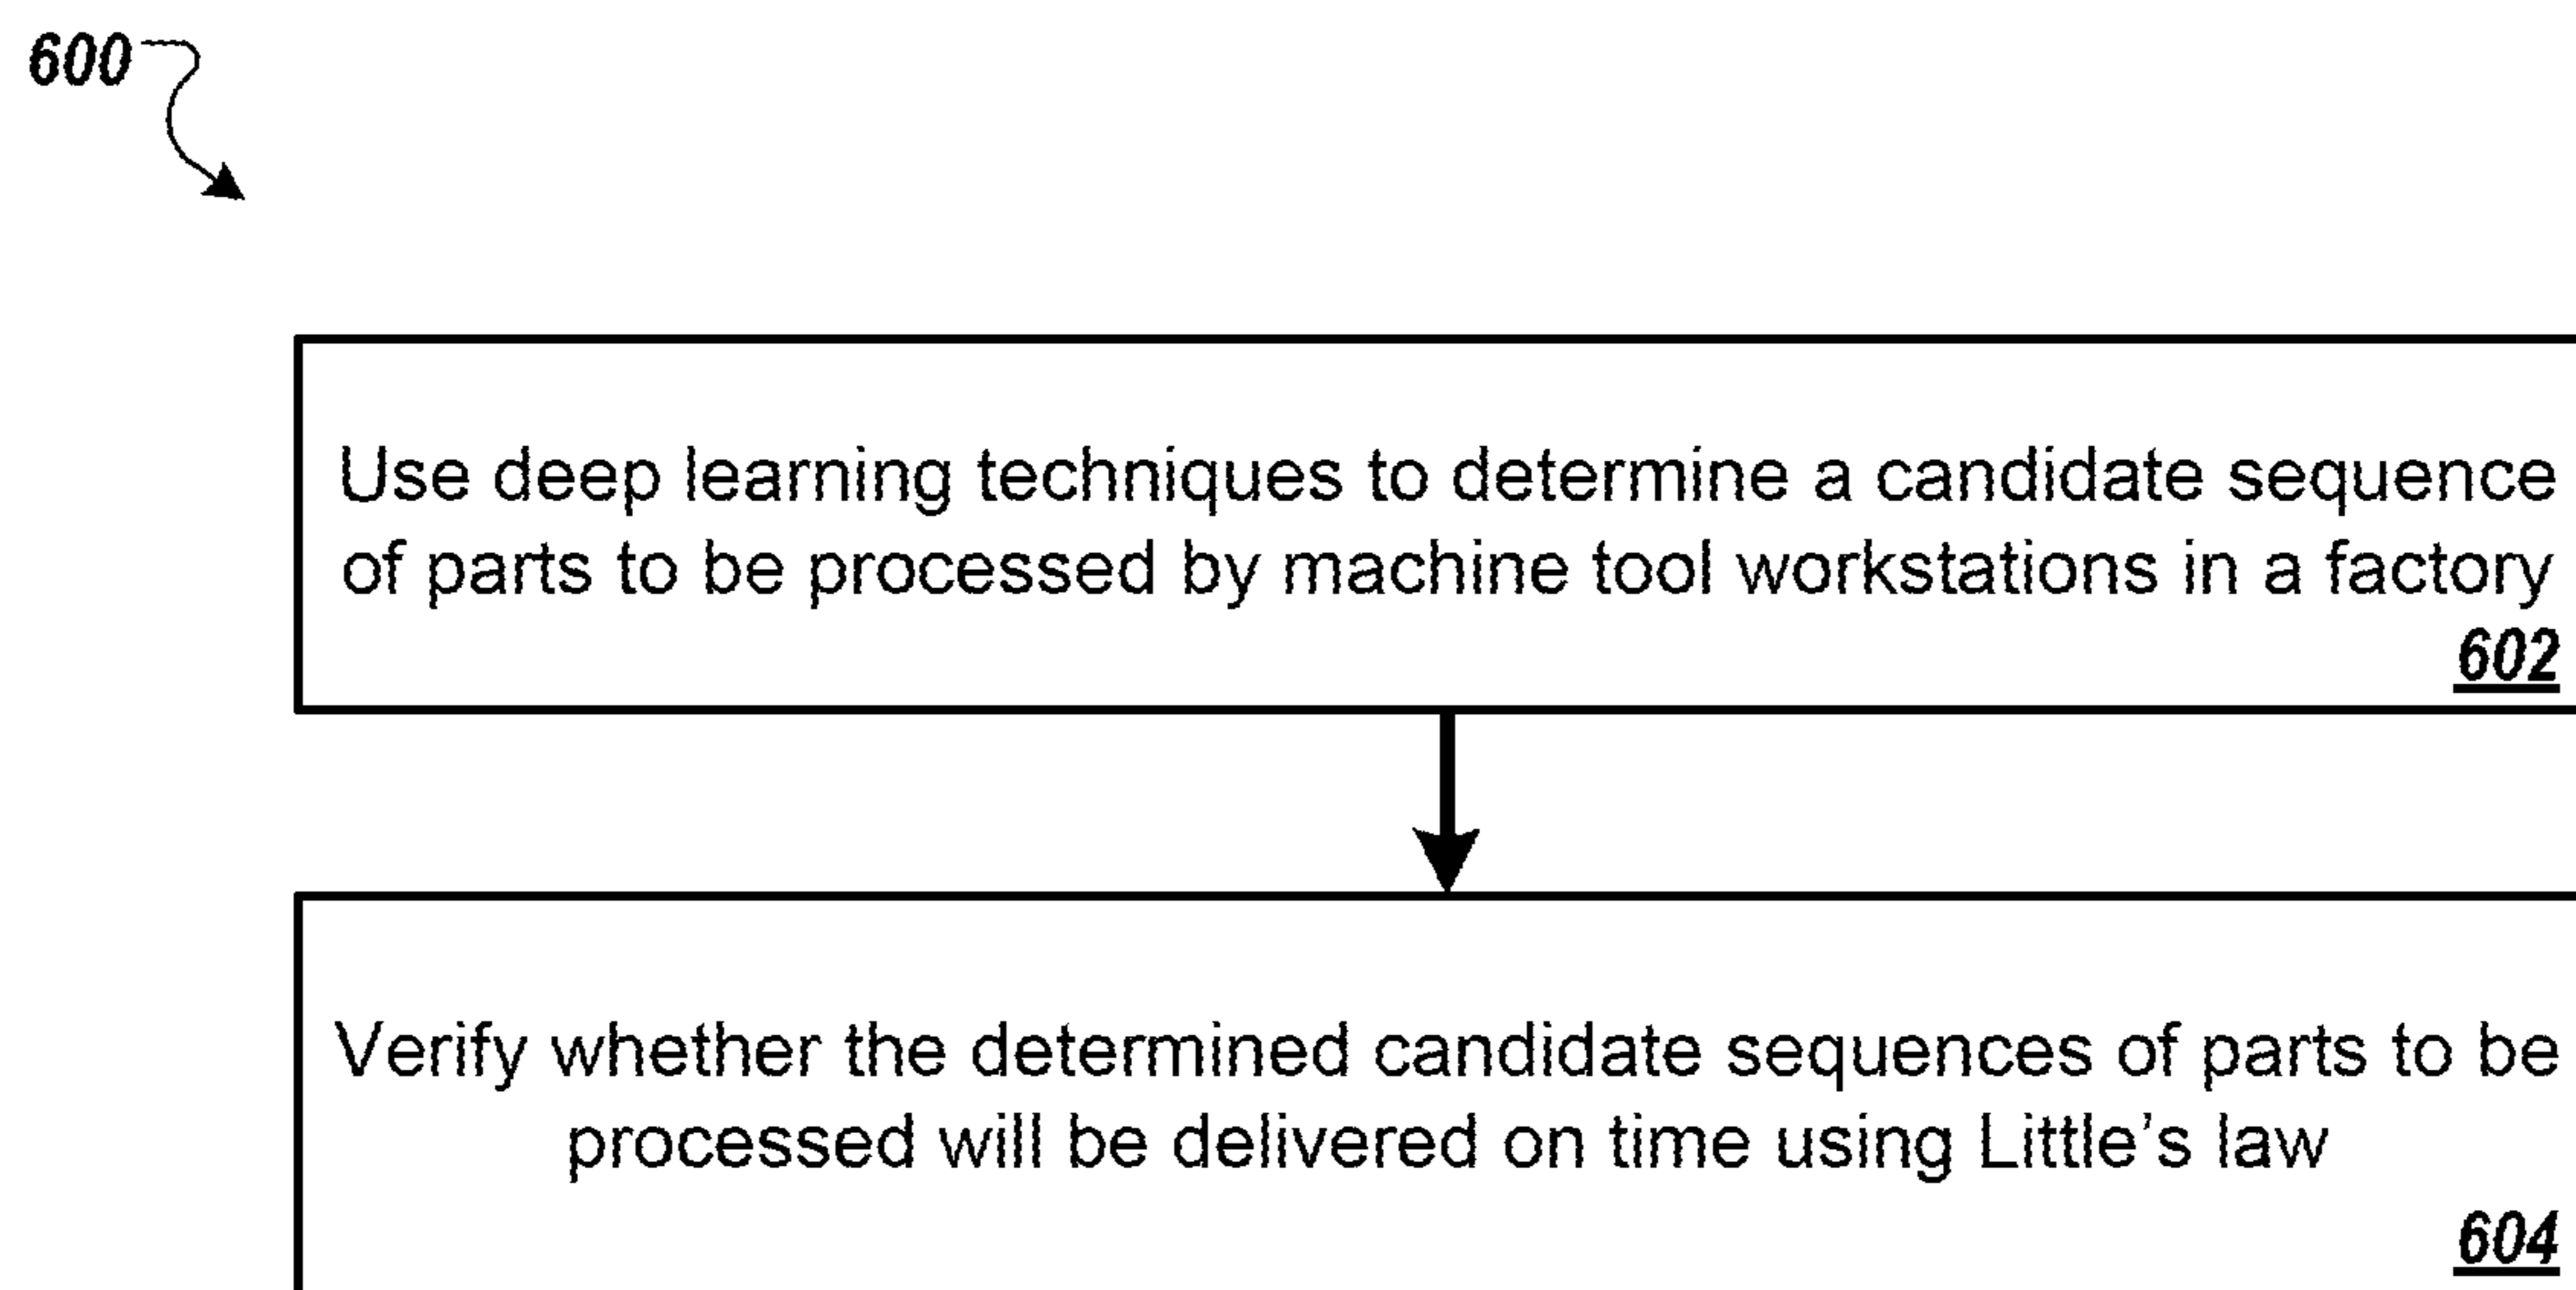 600
Use deep learning techniques to determine a candidate sequence
of parts to be processed by machine tool workstations in a factory
602
Verify whether the determined candidate sequences of parts to be
processed will be delivered on time using Little's law
604